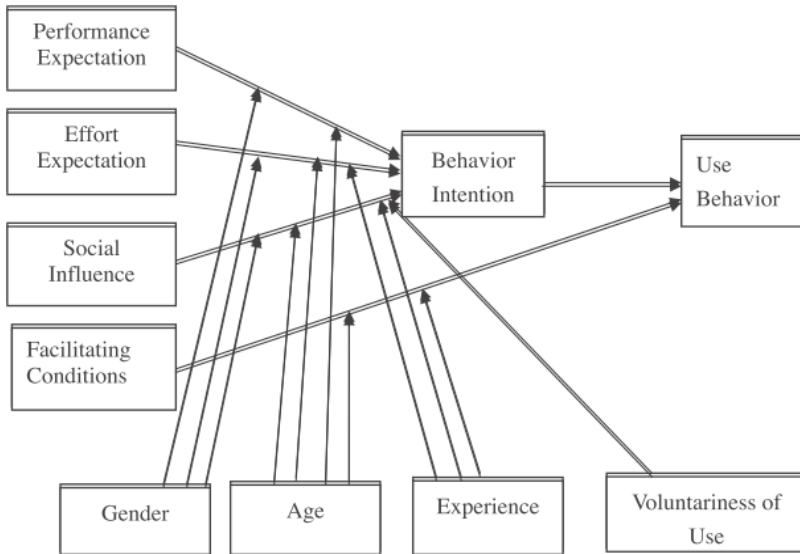 Performance
Expectation
Effort
Expectation
Behavior
Intention
Use
Behavior
Social
Influence
Facilitating
Conditions
Gender
Age
Experience
Voluntariness of
Use